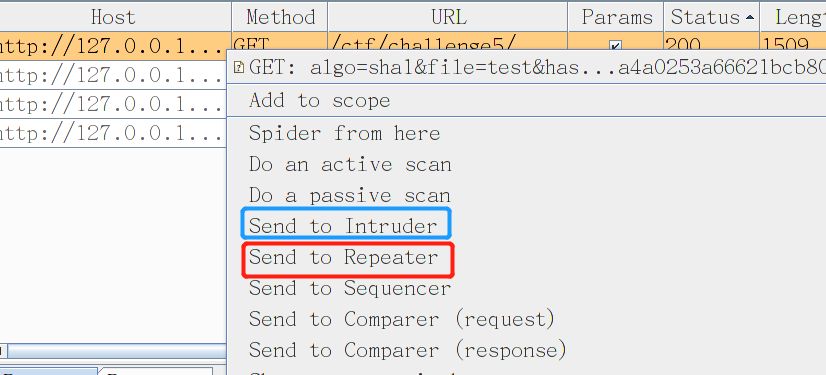 Host Method URL Params Status Leng
http://127.0.0.1... GET /ctf/challenge5/ 200 1509
GET: algo=sha1&file=test&has...a4a0253a66621bcb80
http://127.0.0.1...
Add to scope
http://127.0.0.1...
Spider from here
http://127.0.0.1...
Do an active scan
Do a passive scan
Send to Intruder
Send to Repeater
Send to Sequencer
Send to Comparer (request)
Send to Comparer (response)